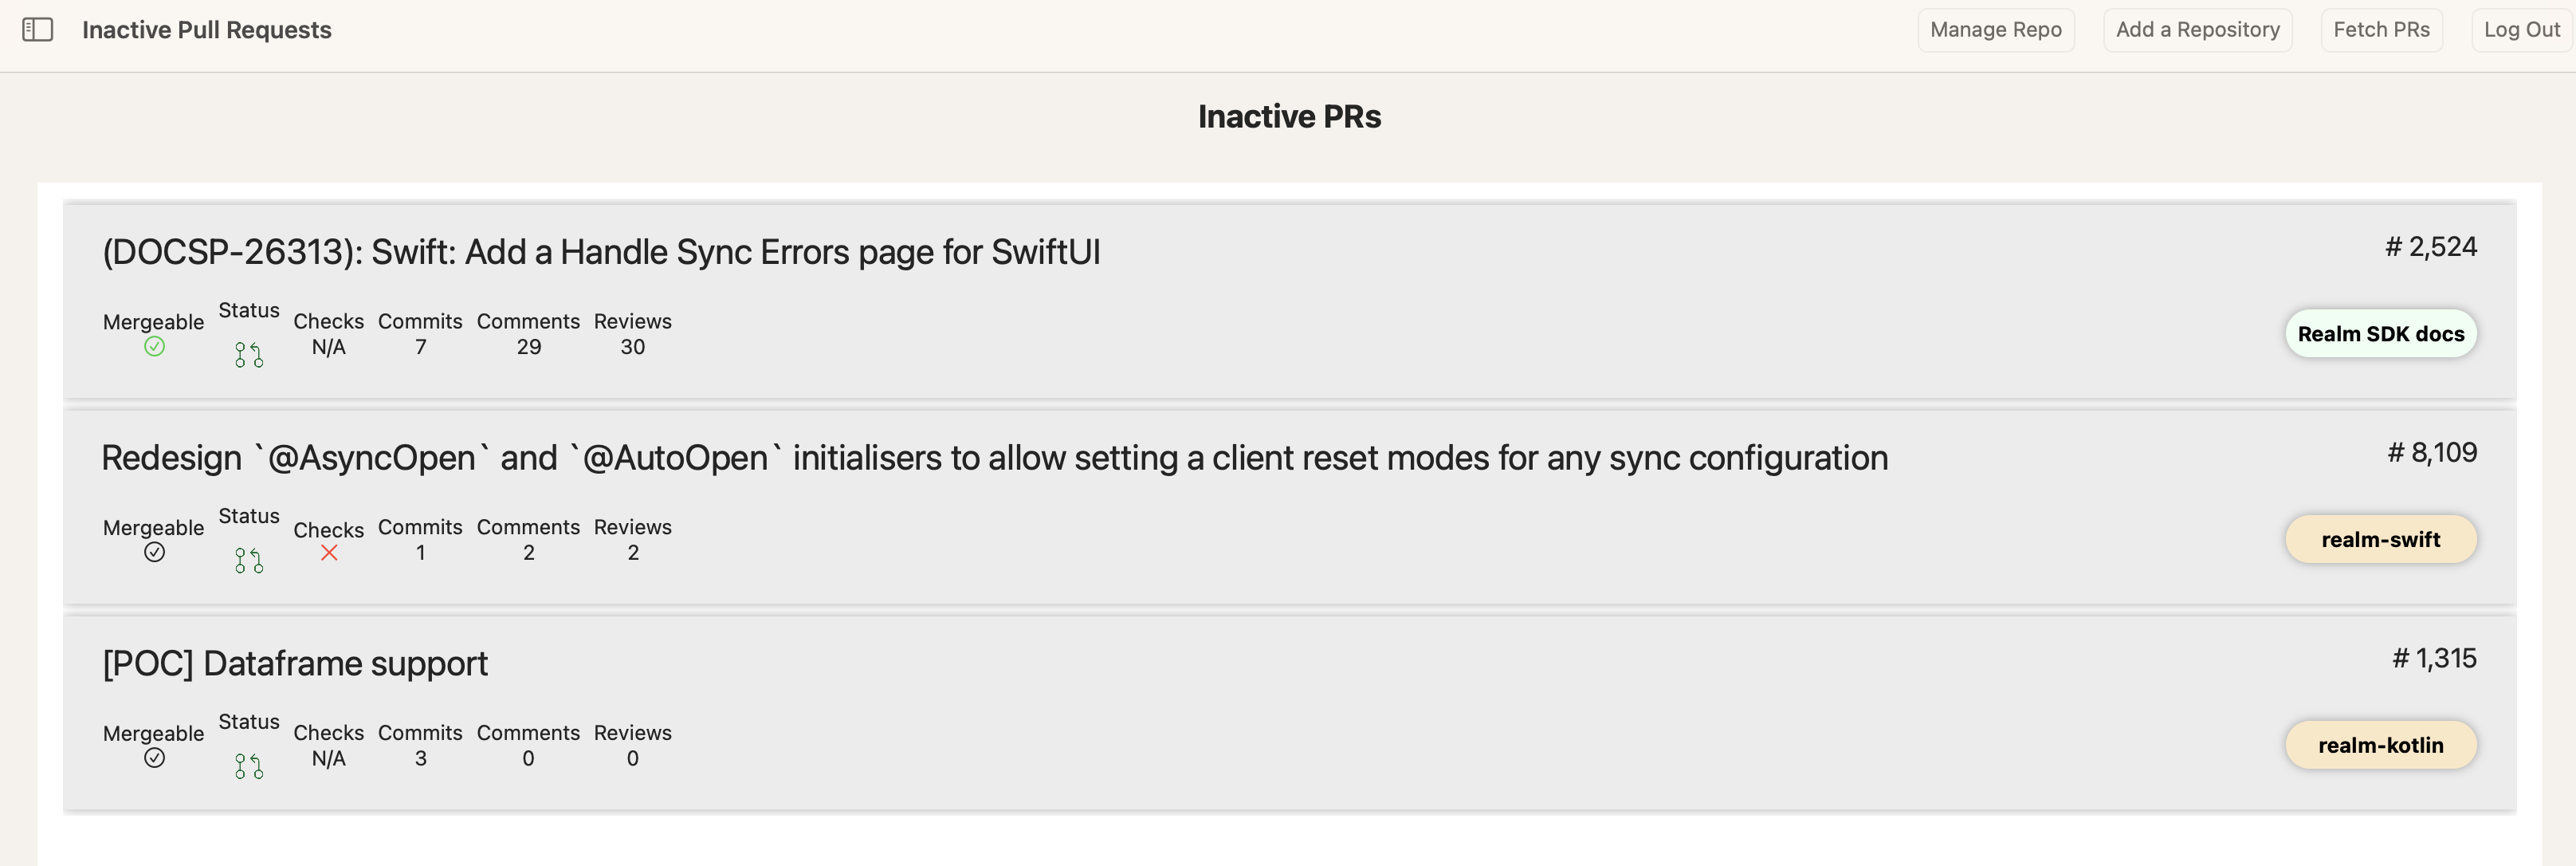 Inactive Pull Requests Manage Repo Add a Repository Fetch PRs Log Out
Inactive PRs
(DOCSP-26313): Swift: Add a Handle Sync Errors page for SwiftUI # 2,524
Mergeable Status Checks Commits Comments Reviews
N/A 7 29 30
Realm SDK docs
Redesign `@AsyncOpen` and `@AutoOpen` initialisers to allow setting a client reset modes for any sync configuration # 8,109
Mergeable Status Checks Commits Comments Reviews
1 2 2
realm-swift
[POC] Dataframe support # 1,315
Mergeable Status Checks Commits Comments Reviews
N/A 3 0 0
realm-kotlin